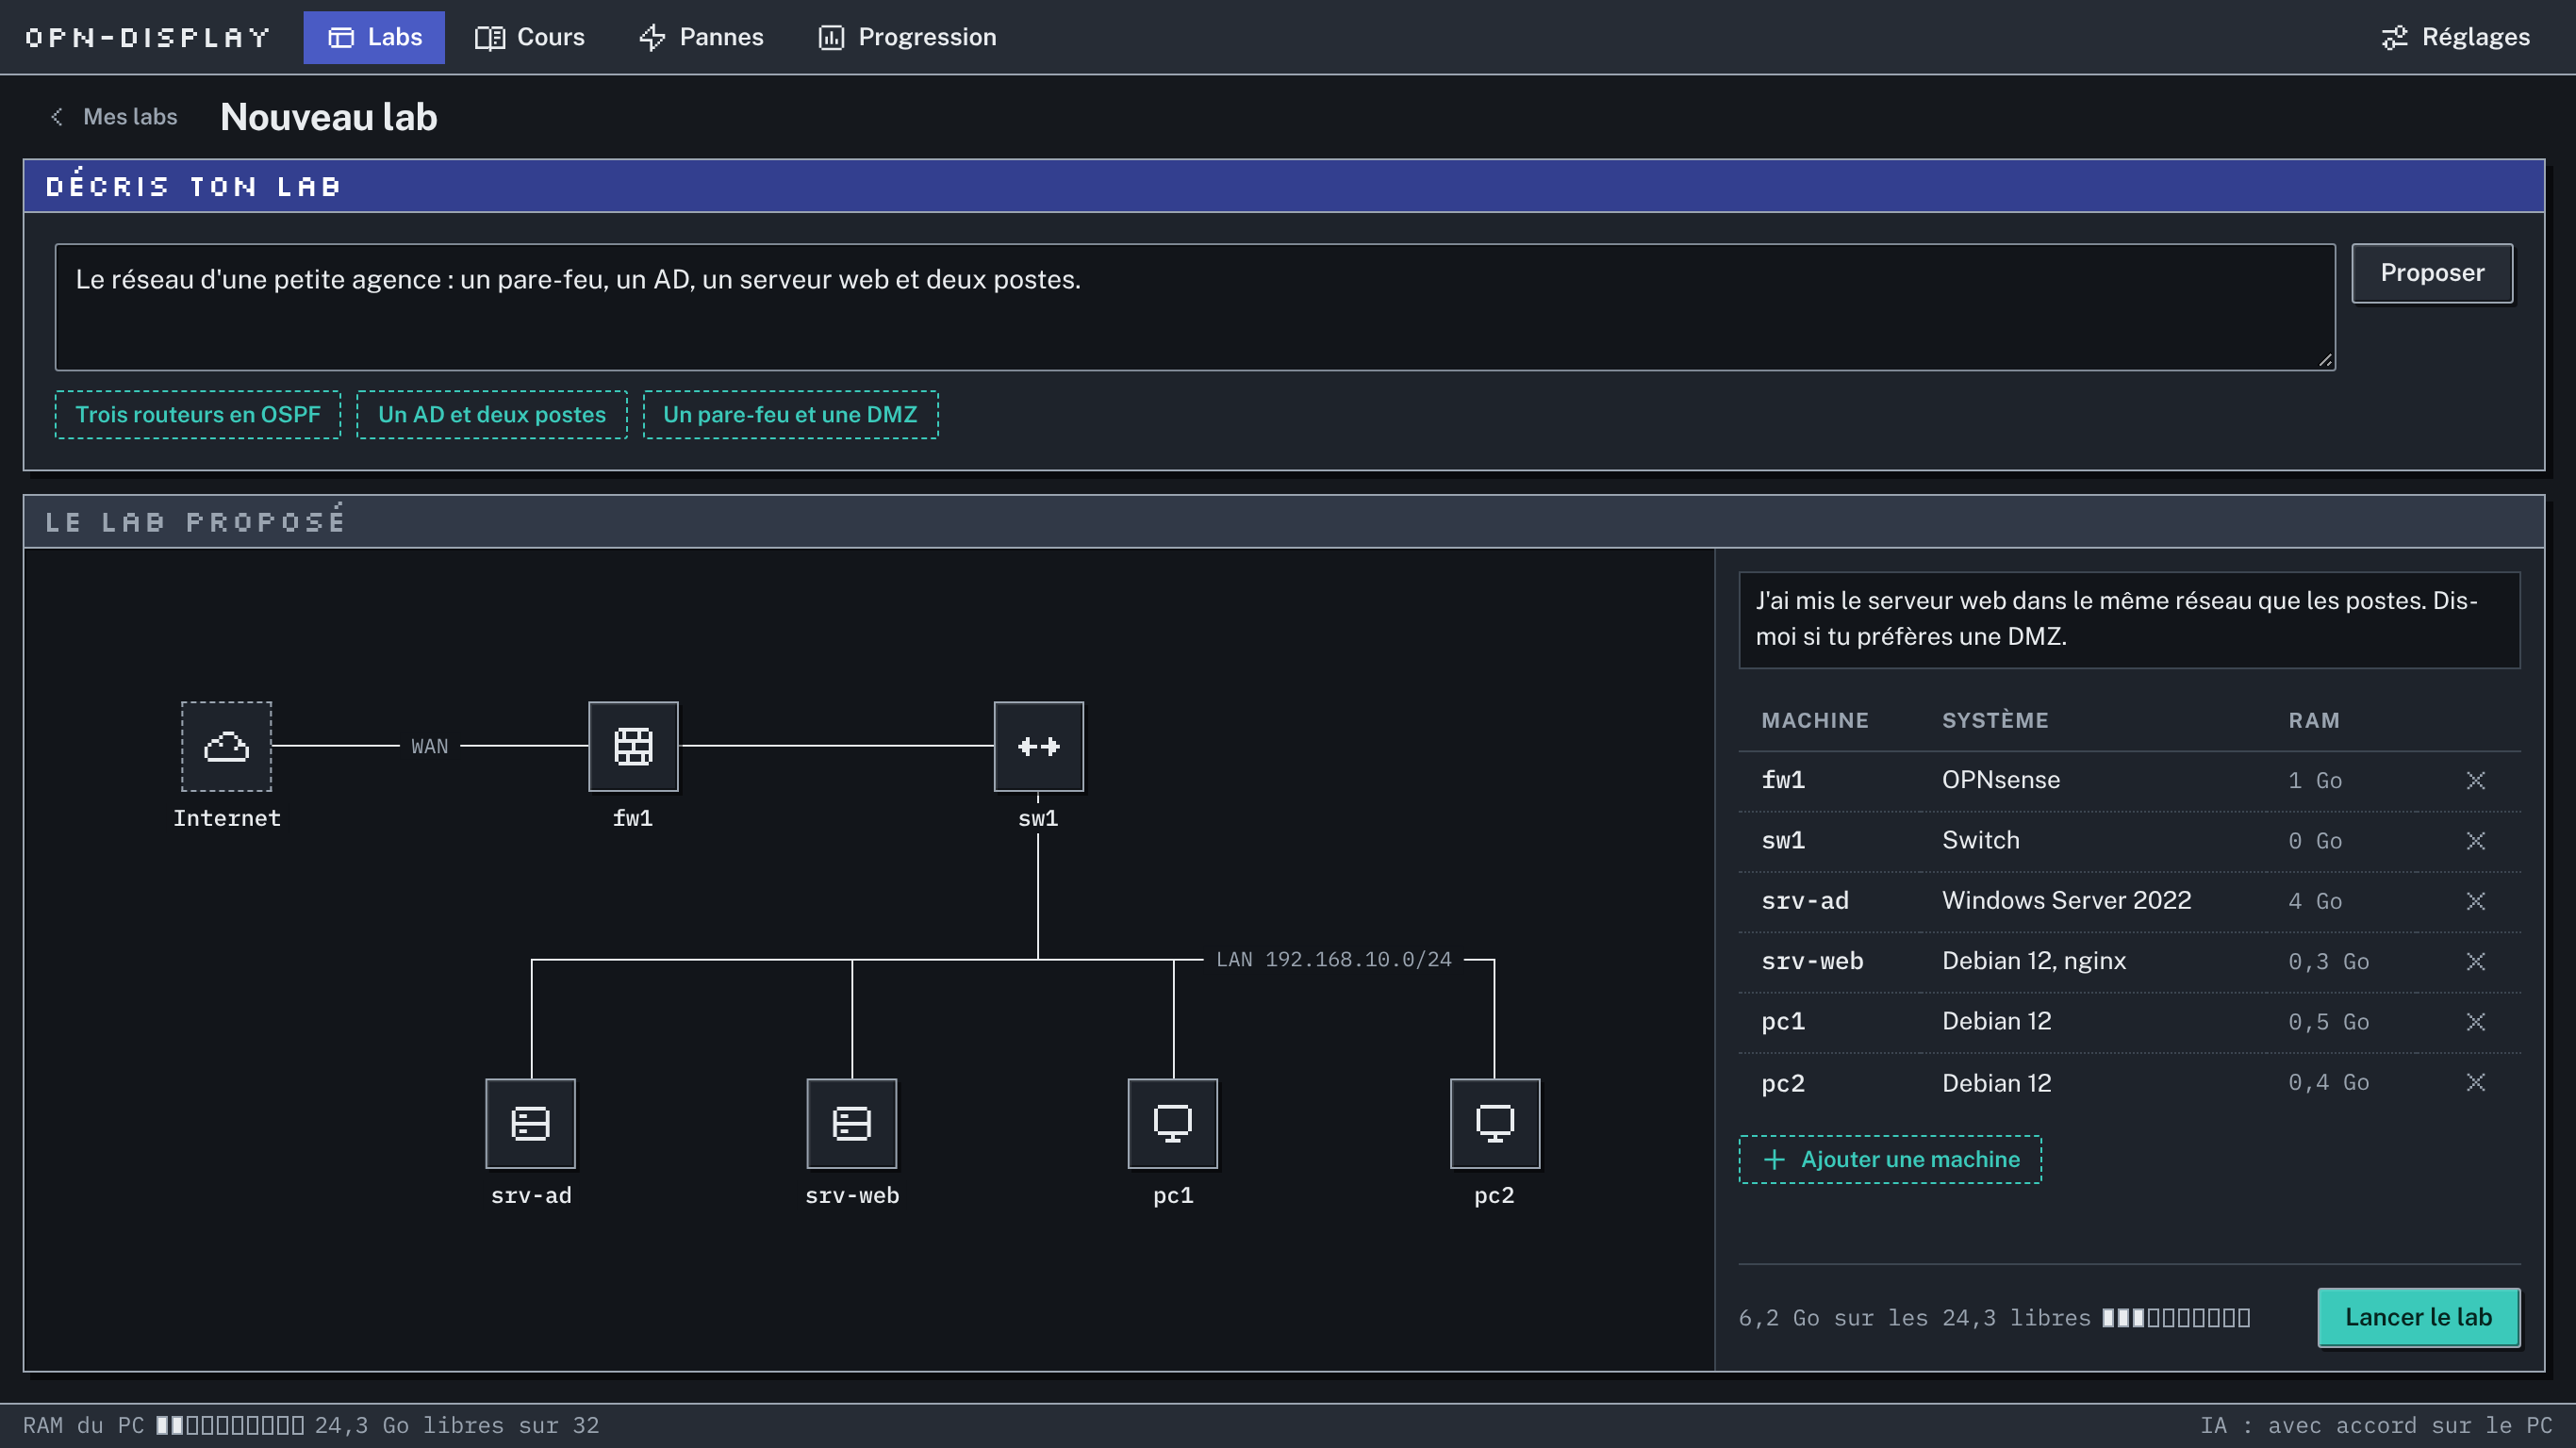 OPN-DISPLAY Labs Cours Pannes Progression Réglages
Mes labs Nouveau lab
DÉCRIS TON LAB
Le réseau d'une petite agence : un pare-feu, un AD, un serveur web et deux postes.
Proposer
Trois routeurs en OSPF Un AD et deux postes Un pare-feu et une DMZ
LE LAB PROPOSÉ
WAN
Internet fw1 sw1
LAN 192.168.10.0/24
srv-ad srv-web pc1 pc2
J'ai mis le serveur web dans le même réseau que les postes. Dis-
moi si tu préfères une DMZ.
MACHINE SYSTÈME RAM
fw1 OPNsense 1 Go
sw1 Switch 0 Go
srv-ad Windows Server 2022 4 Go
srv-web Debian 12, nginx 0,3 Go
pc1 Debian 12 0,5 Go
pc2 Debian 12 0,4 Go
Ajouter une machine
6,2 Go sur les 24,3 libres Lancer le lab
RAM du PC 24,3 Go libres sur 32 IA : avec accord sur le PC